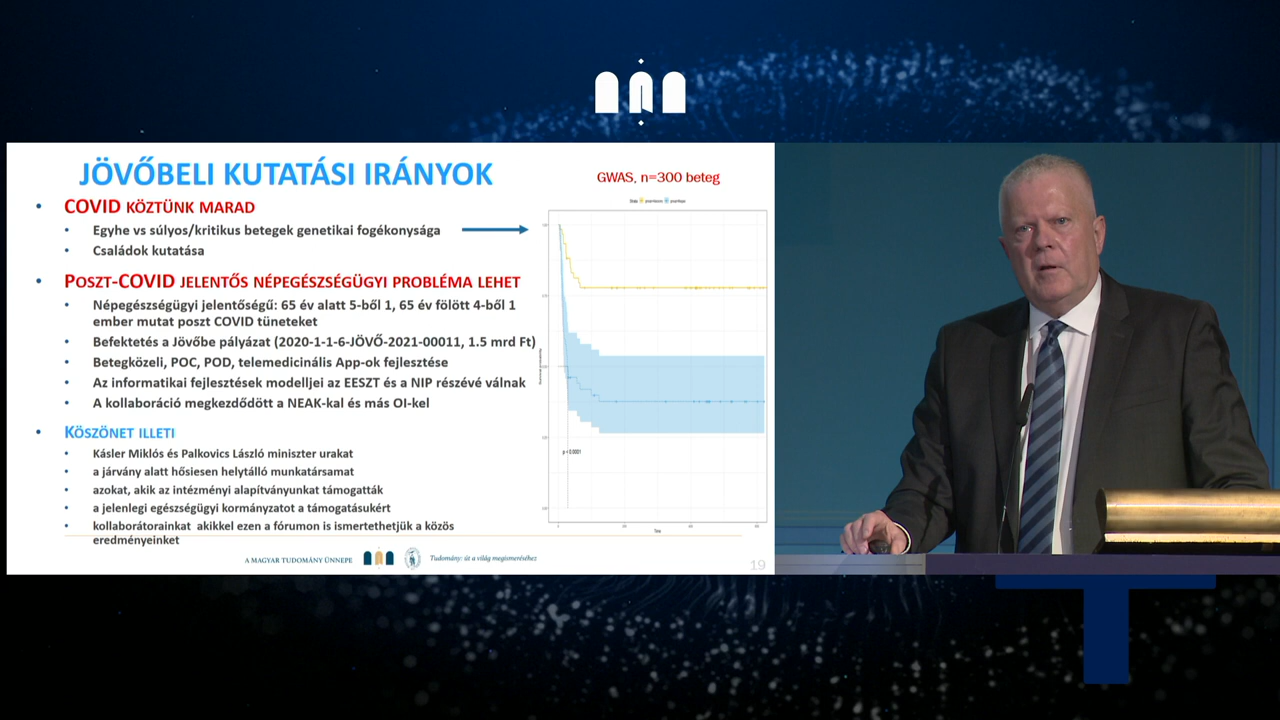 JÖVŐBELI KUTATÁSI IRÁNYOK
COVID KÖZTÜNK MARAD
Egyhe vs súlyos/kritikus betegek genetikai fogékonysága
Családok kutatása
POSZT-COVID JELENTŐS NÉPEGÉSZSÉGÜGYI PROBLÉMA LEHET
Népegészségügyi jelentőségű: 65 év alatt 5-ből 1, 65 év fölött 4-ből 1
ember mutat poszt COVID tüneteket
Befektetés a Jövőbe pályázat (2020-1-1-6-JÖVŐ-2021-00011, 1.5 mrd Ft)
Betegközeli, POC, POD, telemedicinális App-ok fejlesztése
Az informatikai fejlesztések modelljei az EESZT és a NIP részévé válnak
A kollaboráció megkezdődött a NEAK-kal és más OI-kel
KÖSZÖNET ILLETI
Kásler Miklós és Palkovics László miniszter urakat
a járvány alatt hősiesen helytálló munkatársamat
azokat, akik az intézményi alapítványunkat támogatták
a jelenlegi egészségügyi kormányzatot a támogatásukért
kollaborátorainkat akikkel ezen a fórumon is ismertethetjük a közös
eredményeinket
GWAS, n=300 beteg
p < 0.0001
Time
A MAGYAR TUDOMÁNY ÜNNEPE
Tudomány: út a világ megismeréséhez
19